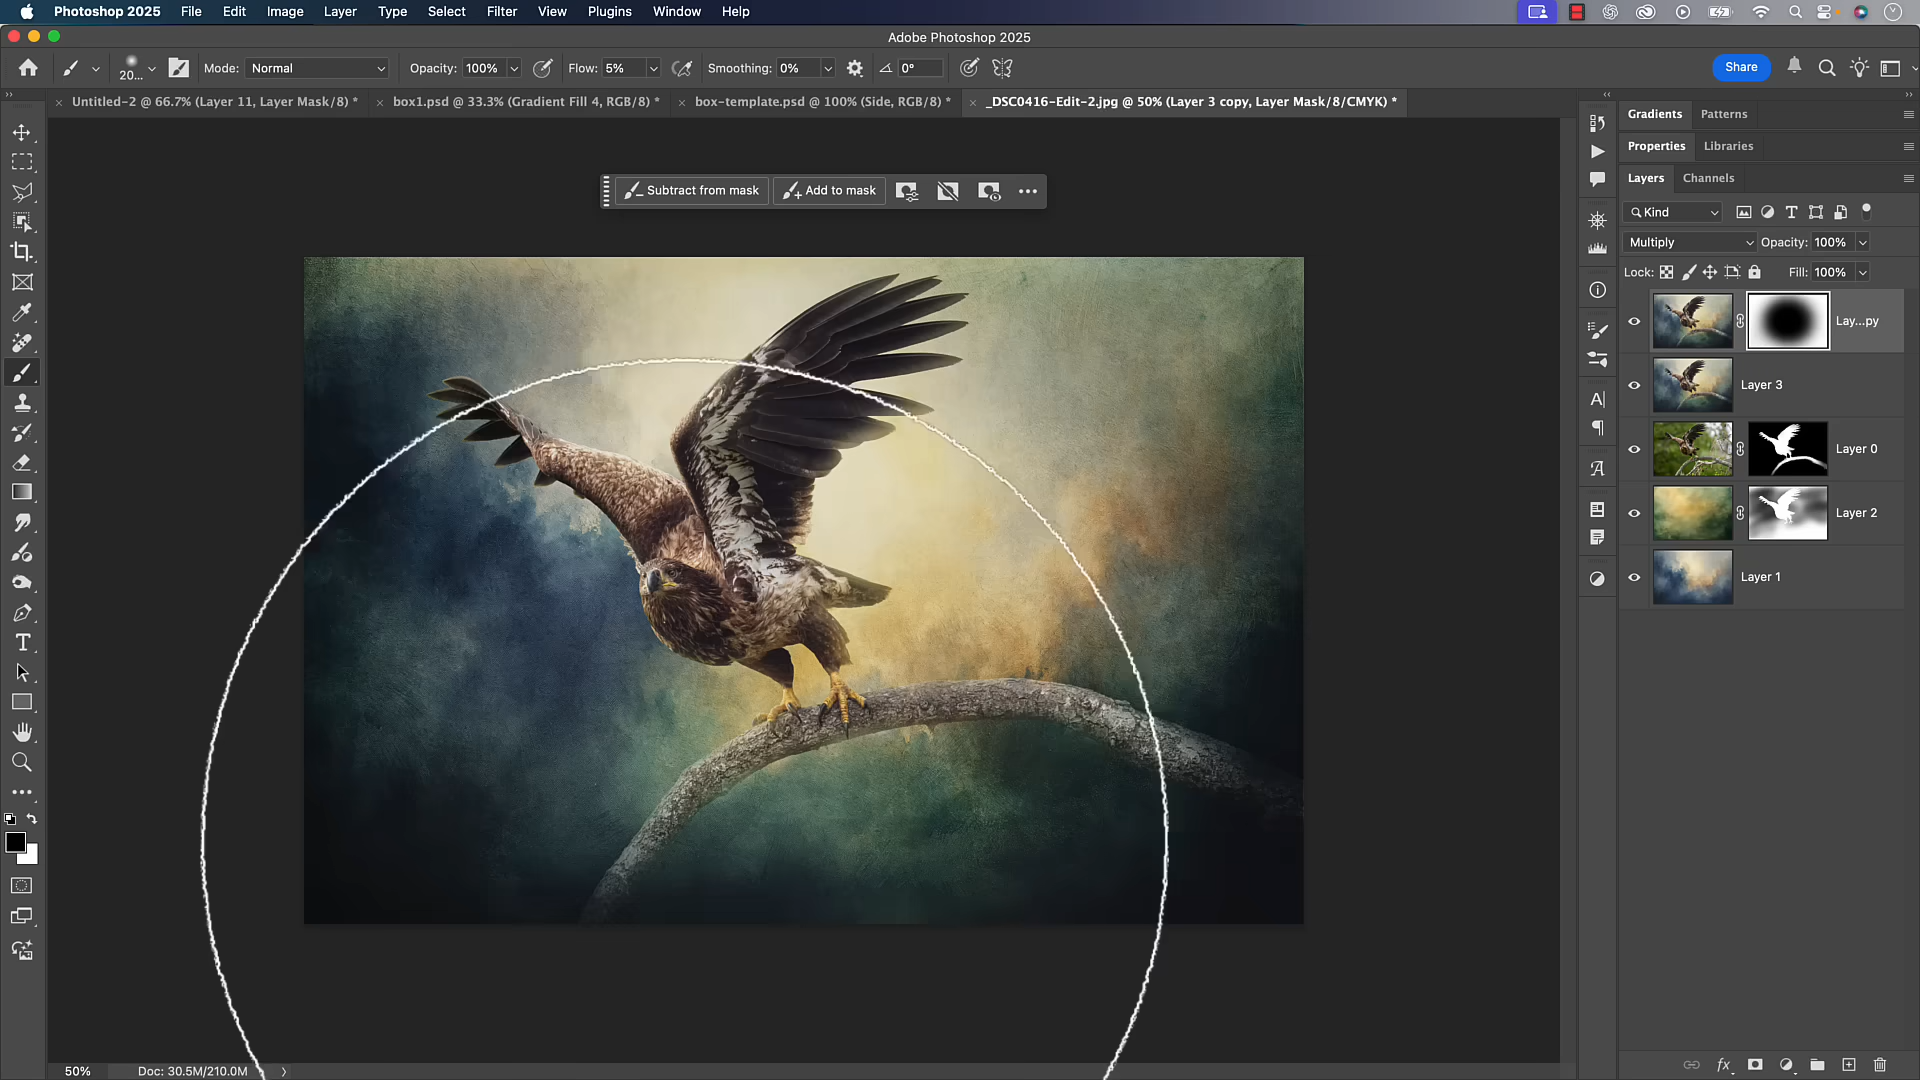 Photoshop 2025 File Edit Image Layer Type Select Filter View Plugins Window Help
Adobe Photoshop 2025
20... Mode: Normal Opacity: 100% Flow: 5% Smoothing: 0% 0° Share
Untitled-2 @ 66.7% (Layer 11, Layer Mask/8) * box1.psd @ 33.3% (Gradient Fill 4, RGB/8) * box-template.psd @ 100% (Side, RGB/8) * _DSC0416-Edit-2.jpg @ 50% (Layer 3 copy, Layer Mask/8/CMYK) *
Gradients Patterns
Properties Libraries
Layers Channels
Subtract from mask Add to mask
Kind
Multiply Opacity: 100%
Lock: Fill: 100%
Lay...py
Layer 3
Layer 0
Layer 2
Layer 1
50% Doc: 30.5M/210.0M